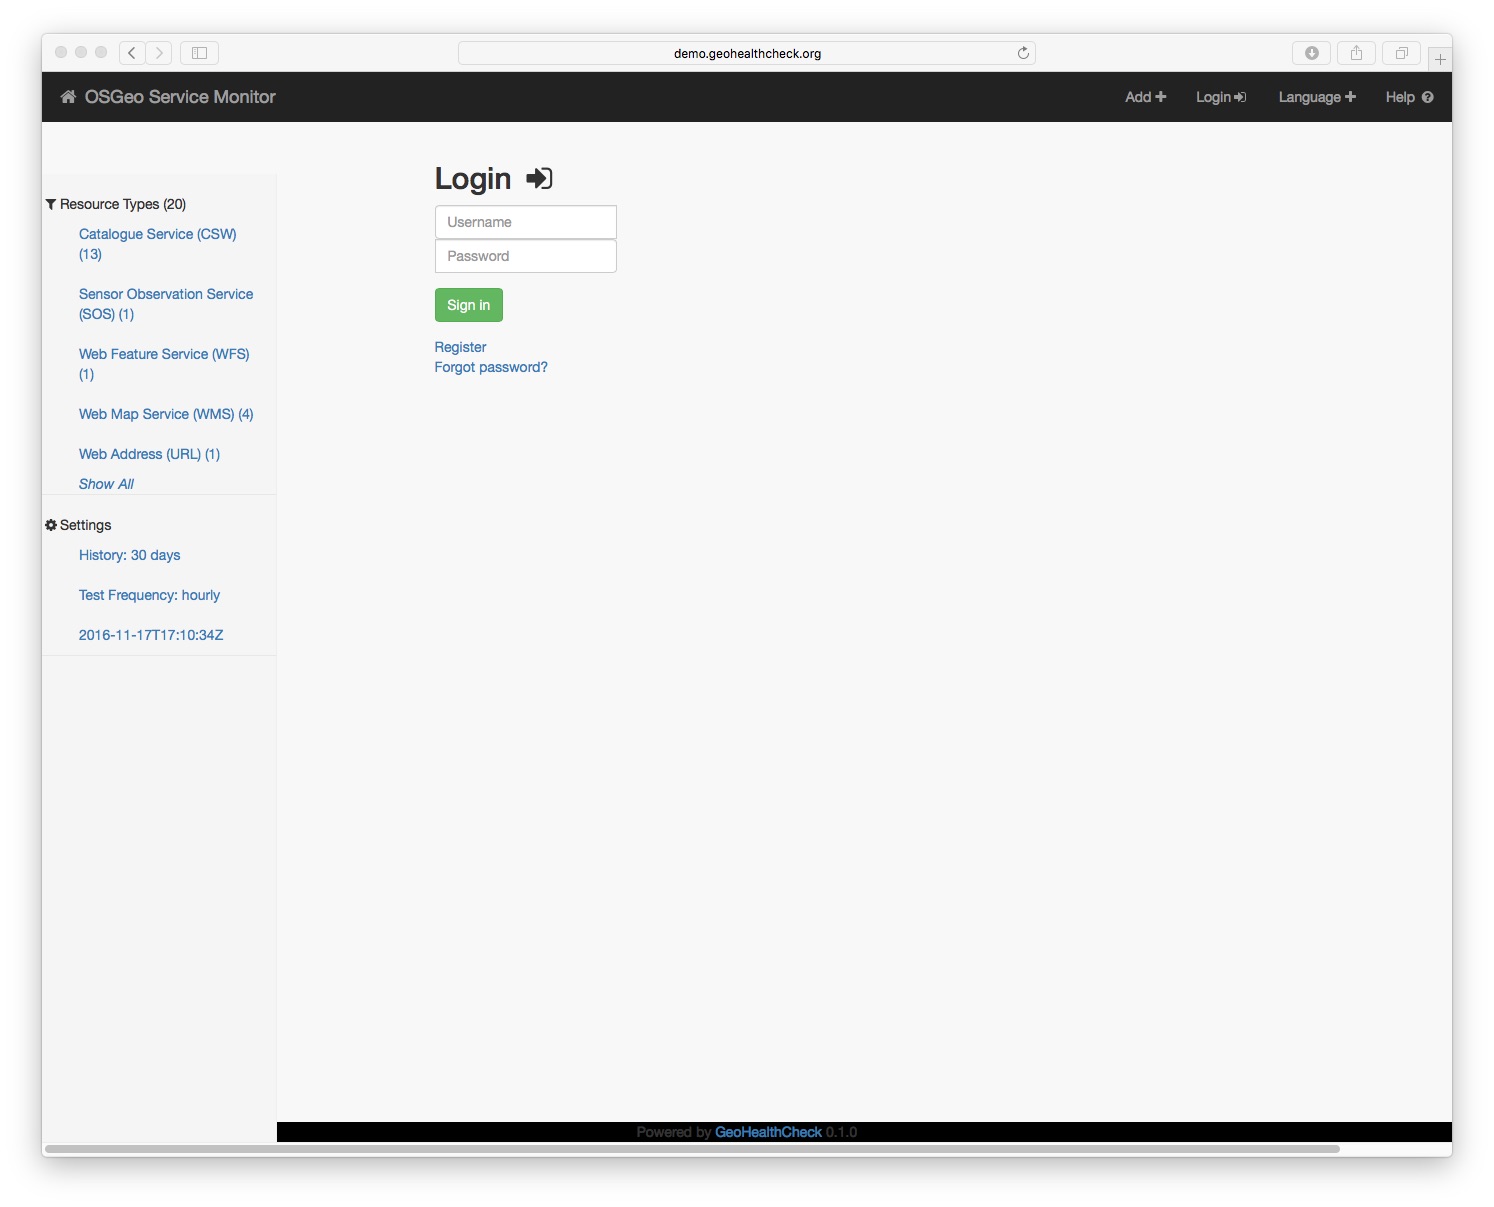 demo.geohealthcheck.org
OSGeo Service Monitor
Add
Login
Language
Help
Resource Types (20)
Catalogue Service (CSW)
(13)
Sensor Observation Service
(SOS) (1)
Web Feature Service (WFS)
(1)
Web Map Service (WMS) (4)
Web Address (URL) (1)
Show All
Settings
History: 30 days
Test Frequency: hourly
2016-11-17T17:10:34Z
Login
Username
Password
Sign in
Register
Forgot password?
Powered by GeoHealthCheck 0.1.0